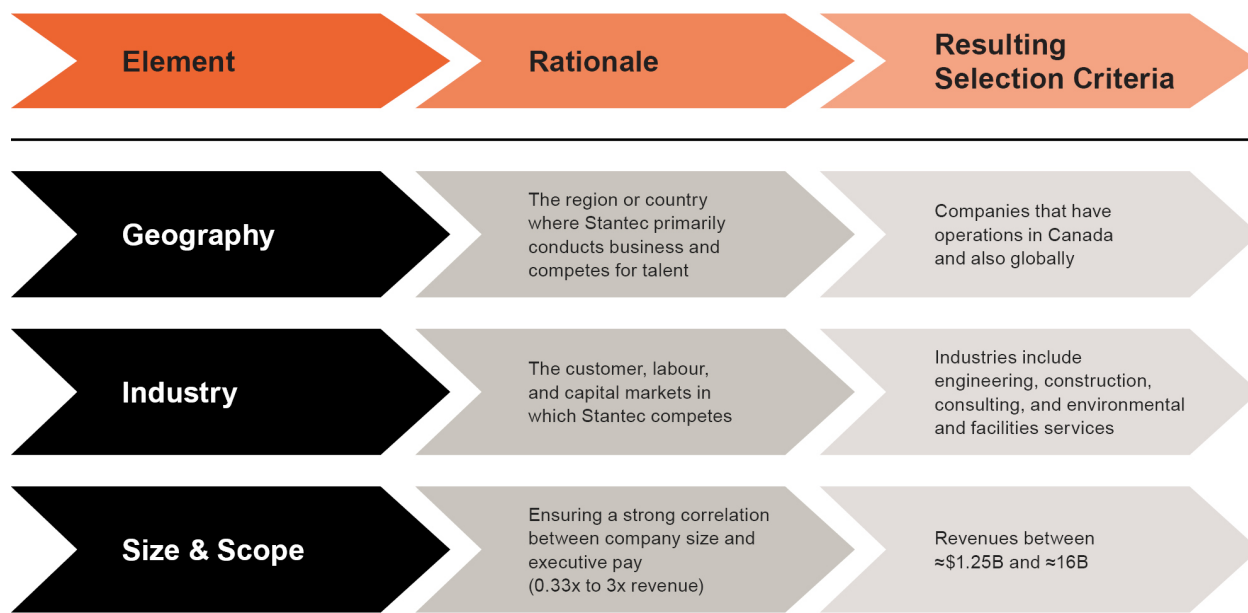 Element
Rationale
Resulting
Selection Criteria
Geography
The region or country
where Stantec primarily
conducts business and
competes for talent
Companies that have
operations in Canada
and also globally
Industry
The customer, labour,
and capital markets in
which Stantec competes
Industries include
engineering, construction,
consulting, and environmental
and facilities services
Size & Scope
Ensuring a strong correlation
between company size and
executive pay
(0.33x to 3x revenue)
Revenues between
≈$1.25B and ≈16B